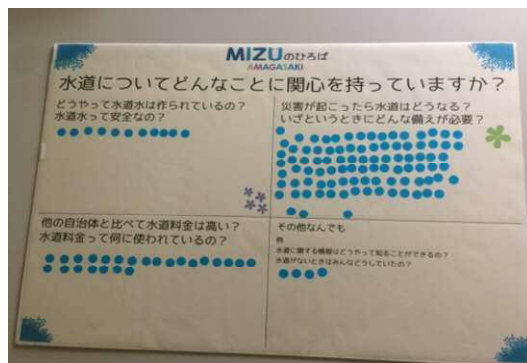 MIZUのひろば
AMAGASAKI
水道についてどんなことに関心を持っていますか？
どうやって水道水は作られているの？
水道水って安全なの？
災害が起こったら水道はどうなる？
いざというときにどんな備えが必要？
他の自治体と比べて水道料金は高い？
水道料金って何に使われているの？
その他なんでも
例
水道に関する情報はどうやって知ることができるの？
水道がないときはみんなどうしていたの？